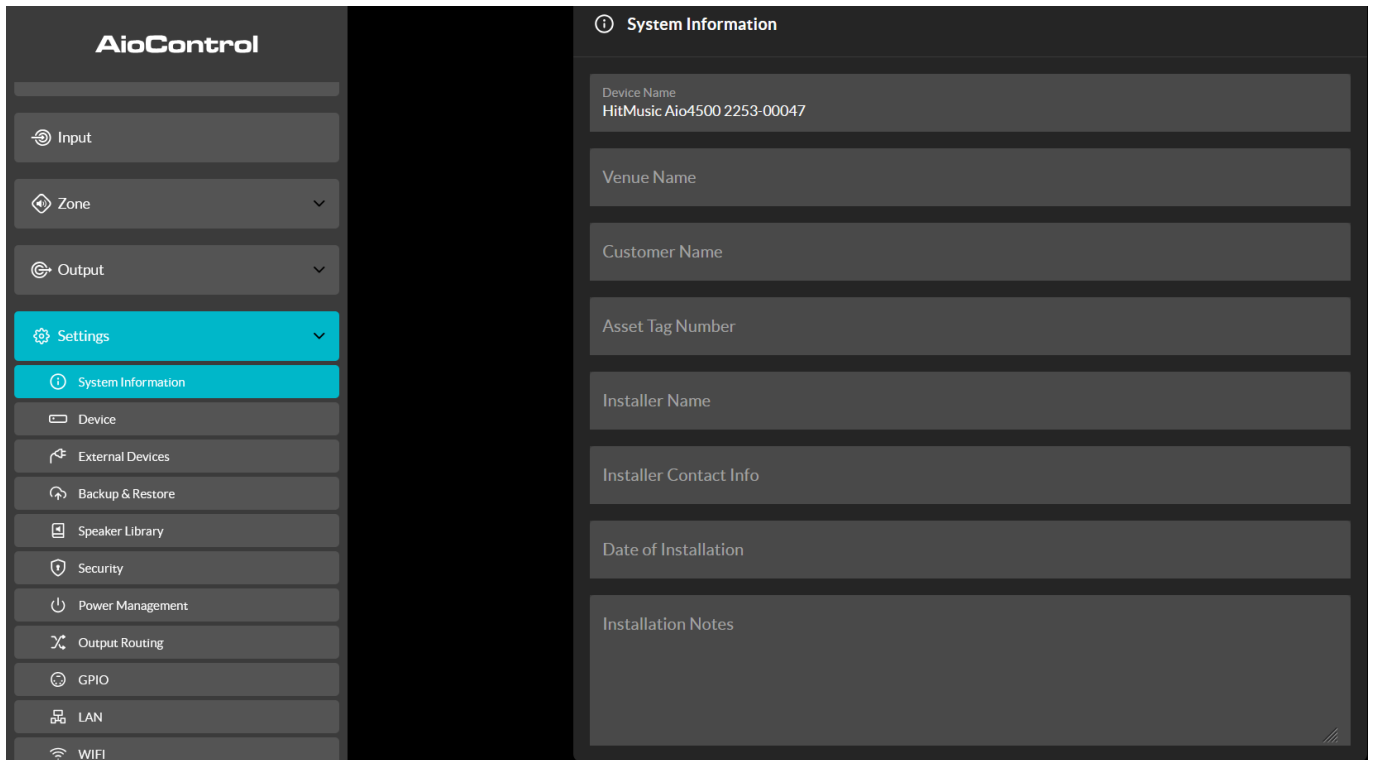 AioControl
Input
Zone
Output
Settings
System Information
Device
External Devices
Backup & Restore
Speaker Library
Security
Power Management
Output Routing
GPIO
LAN
WIFI
System Information
Device Name
HitMusic Aio4500 2253-00047
Venue Name
Customer Name
Asset Tag Number
Installer Name
Installer Contact Info
Date of Installation
Installation Notes